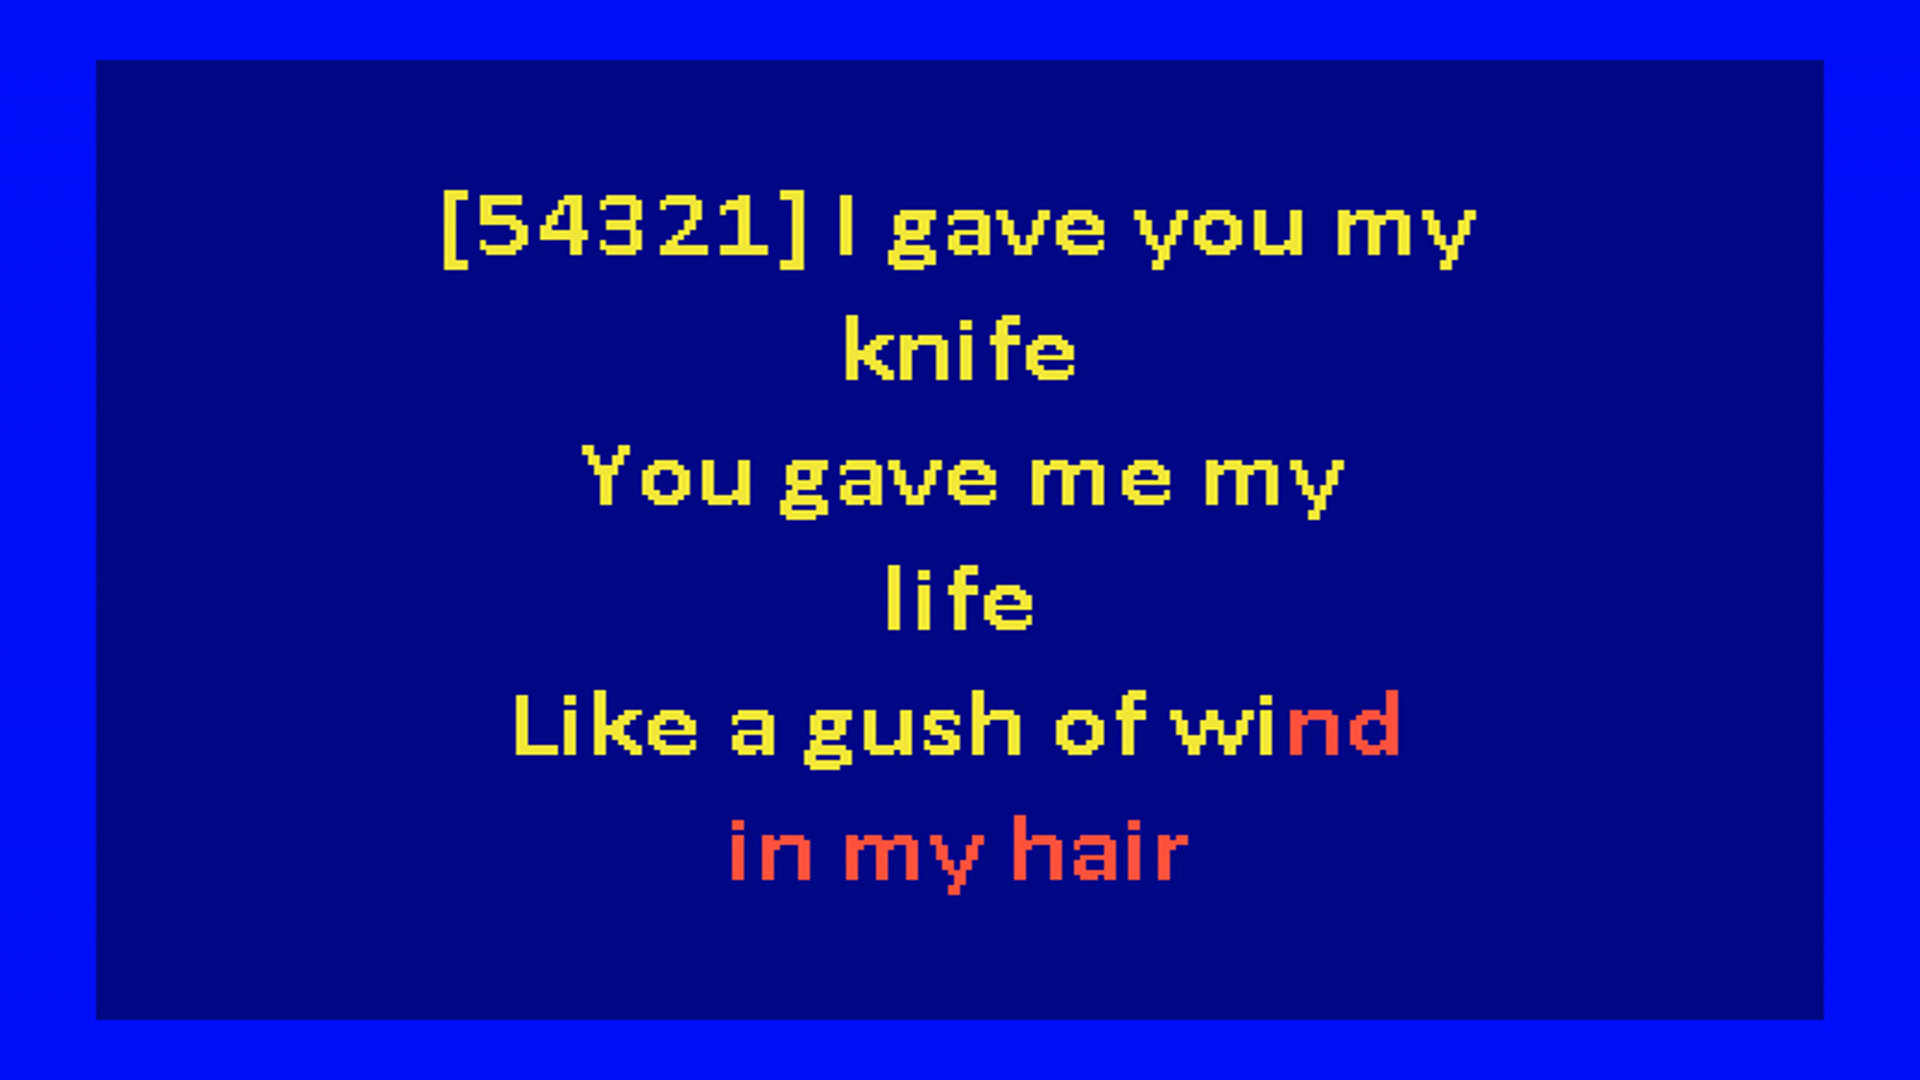 [54321] I gave you my
knife
You gave me my
life
Like a gush of wind
in my hair